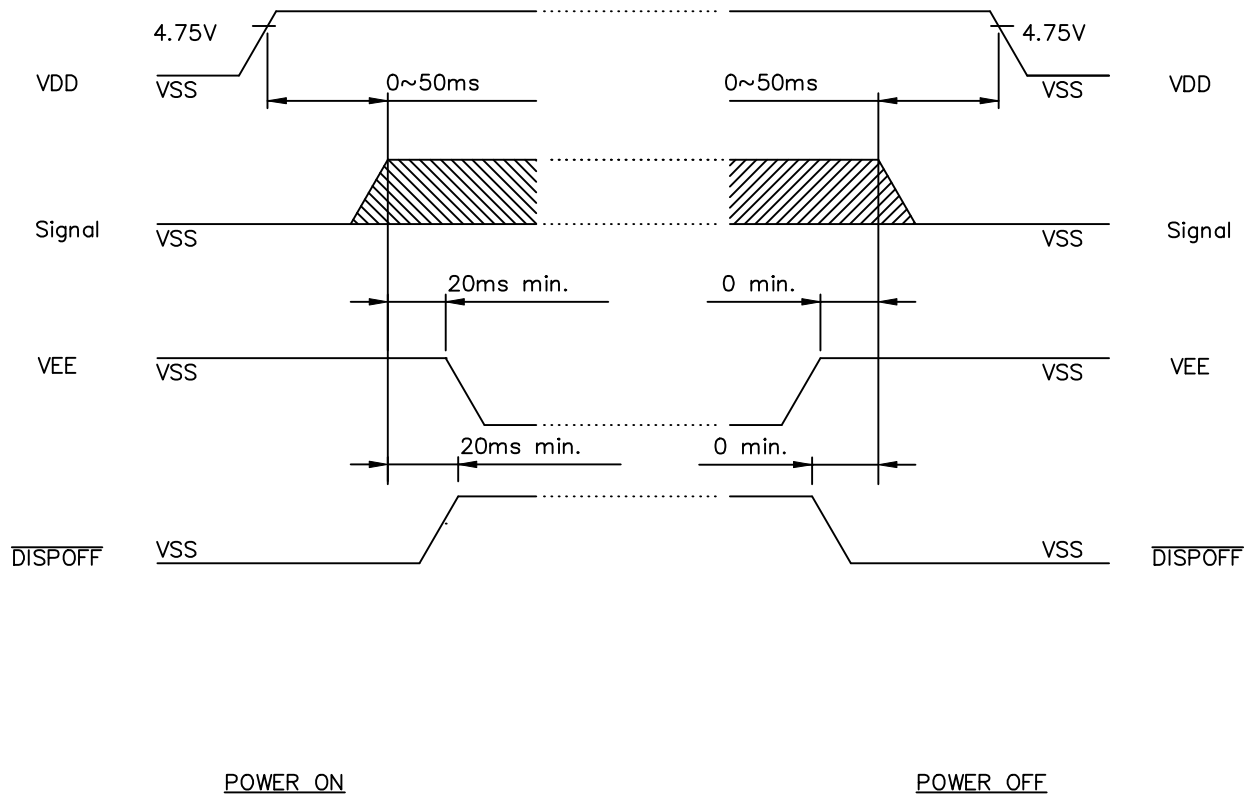 4.75V 4.75V
VDD VSS 0~50ms 0~50ms VSS VDD
Signal VSS VSS Signal
20ms min. 0 min.
VEE VSS VSS VEE
20ms min. 0 min.
DISPOFF VSS VSS DISPOFF
POWER ON POWER OFF